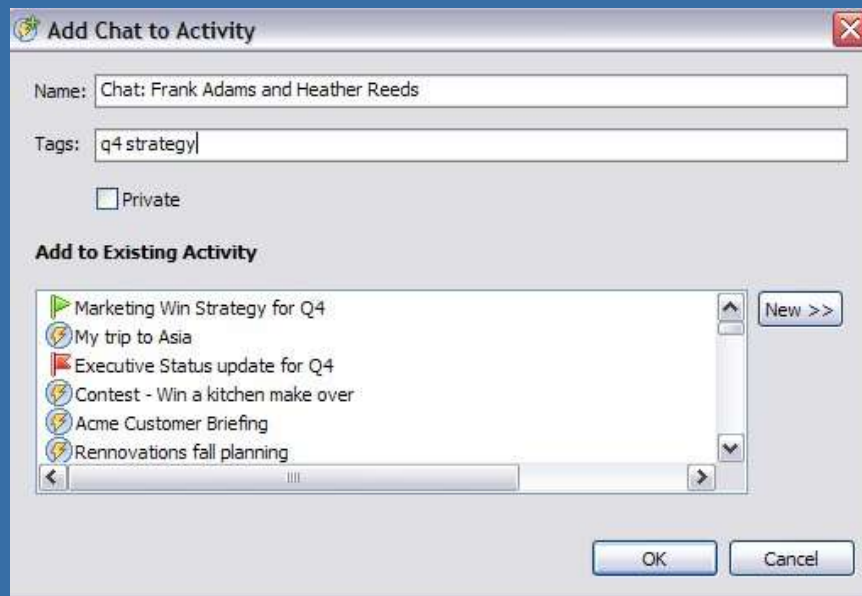 Add Chat to Activity
Name: Chat: Frank Adams and Heather Reeds
Tags: q4 strategy
Private
Add to Existing Activity
Marketing Win Strategy for Q4
New >>
My trip to Asia
Executive Status update for Q4
Contest - Win a kitchen make over
Acme Customer Briefing
Rennovations fall planning
OK Cancel